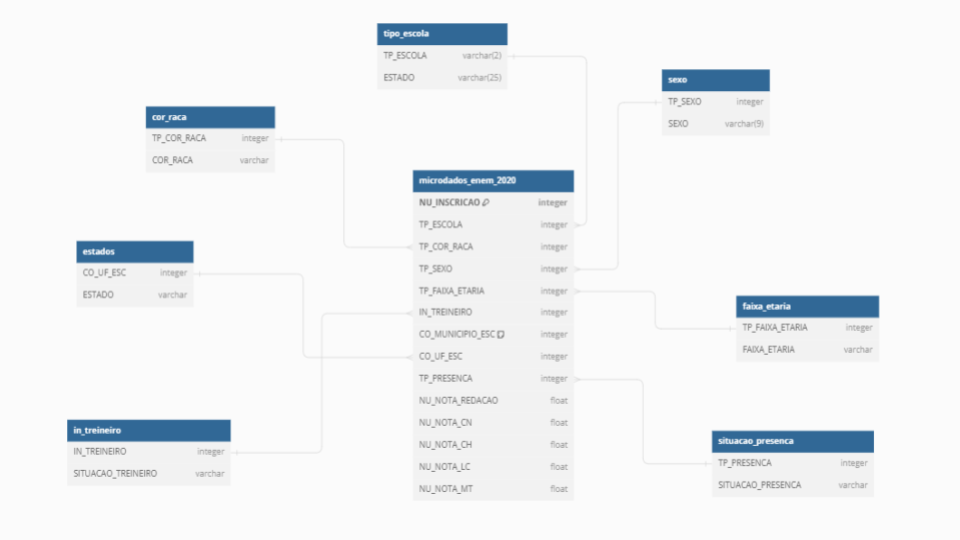 tipo_escola
TP_ESCOLA varchar(2)
ESTADO varchar(25)
sexo
TP_SEXO integer
SEXO varchar(9)
cor_raca
TP_COR_RACA integer
COR_RACA varchar
microdados_enem_2020
NU_INSCRICAO integer
TP_ESCOLA integer
TP_COR_RACA integer
TP_SEXO integer
TP_FAIXA_ETARIA integer
IN_TREINEIRO integer
CO_MUNICIPIO_ESC integer
CO_UF_ESC integer
TP_PRESENCA integer
NU_NOTA_REDACAO float
NU_NOTA_CN float
NU_NOTA_CH float
NU_NOTA_LC float
NU_NOTA_MT float
estados
CO_UF_ESC integer
ESTADO varchar
faixa_etaria
TP_FAIXA_ETARIA integer
FAIXA_ETARIA varchar
in_treineiro
IN_TREINEIRO integer
SITUACAO_TREINEIRO varchar
situacao_presenca
TP_PRESENCA integer
SITUACAO_PRESENCA varchar